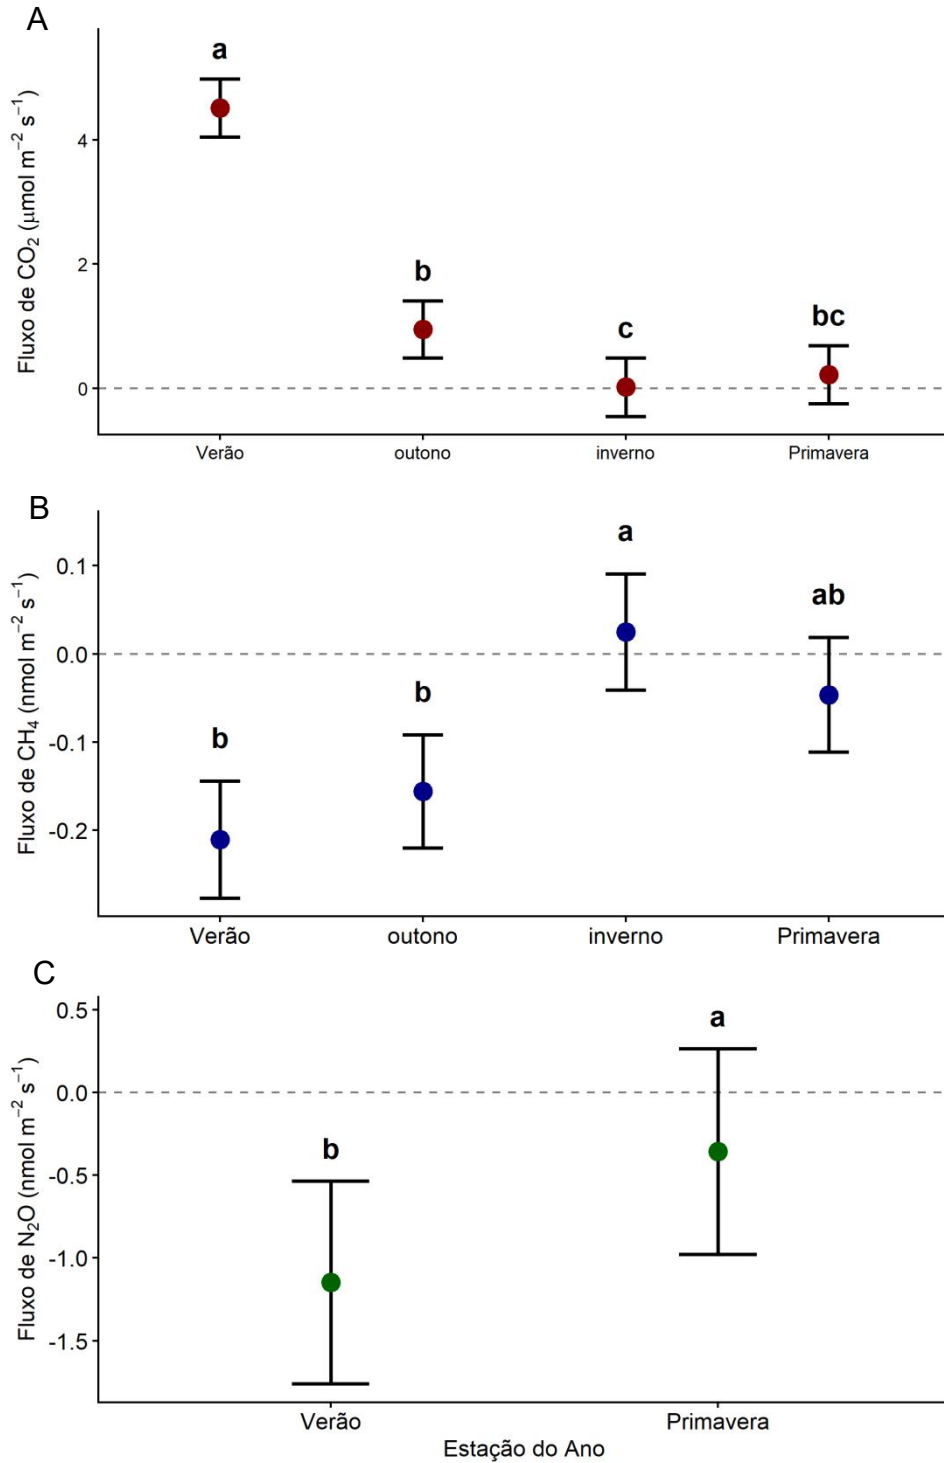 A
Fluxo de CO₂ (μmol m⁻² s⁻¹)
4
2
0
a
b
c
bc
Verão outono inverno Primavera
B
Fluxo de CH₄ (nmol m⁻² s⁻¹)
0.1
0.0
-0.1
-0.2
b
b
a
ab
Verão outono inverno Primavera
C
Fluxo de N₂O (nmol m⁻² s⁻¹)
0.5
0.0
-0.5
-1.0
-1.5
b
a
Verão Primavera
Estação do Ano